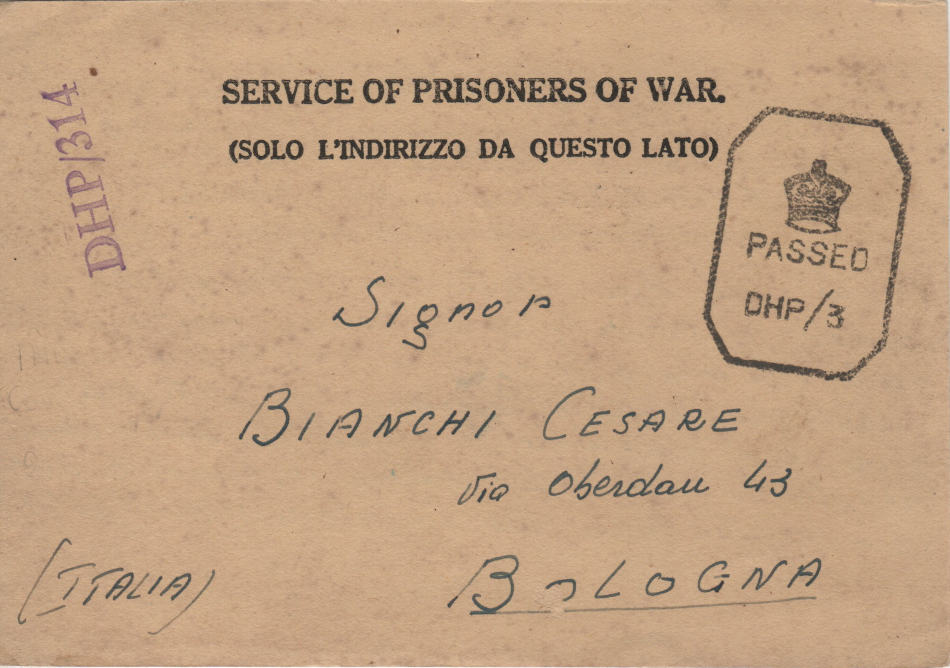 SERVICE OF PRISONERS OF WAR.
(SOLO L'INDIRIZZO DA QUESTO LATO)
DHP/314
PASSED
DHP/3
Signor
BIANCHI CESARE
Via Oberdau 43
BOLOGNA
(ITALIA)